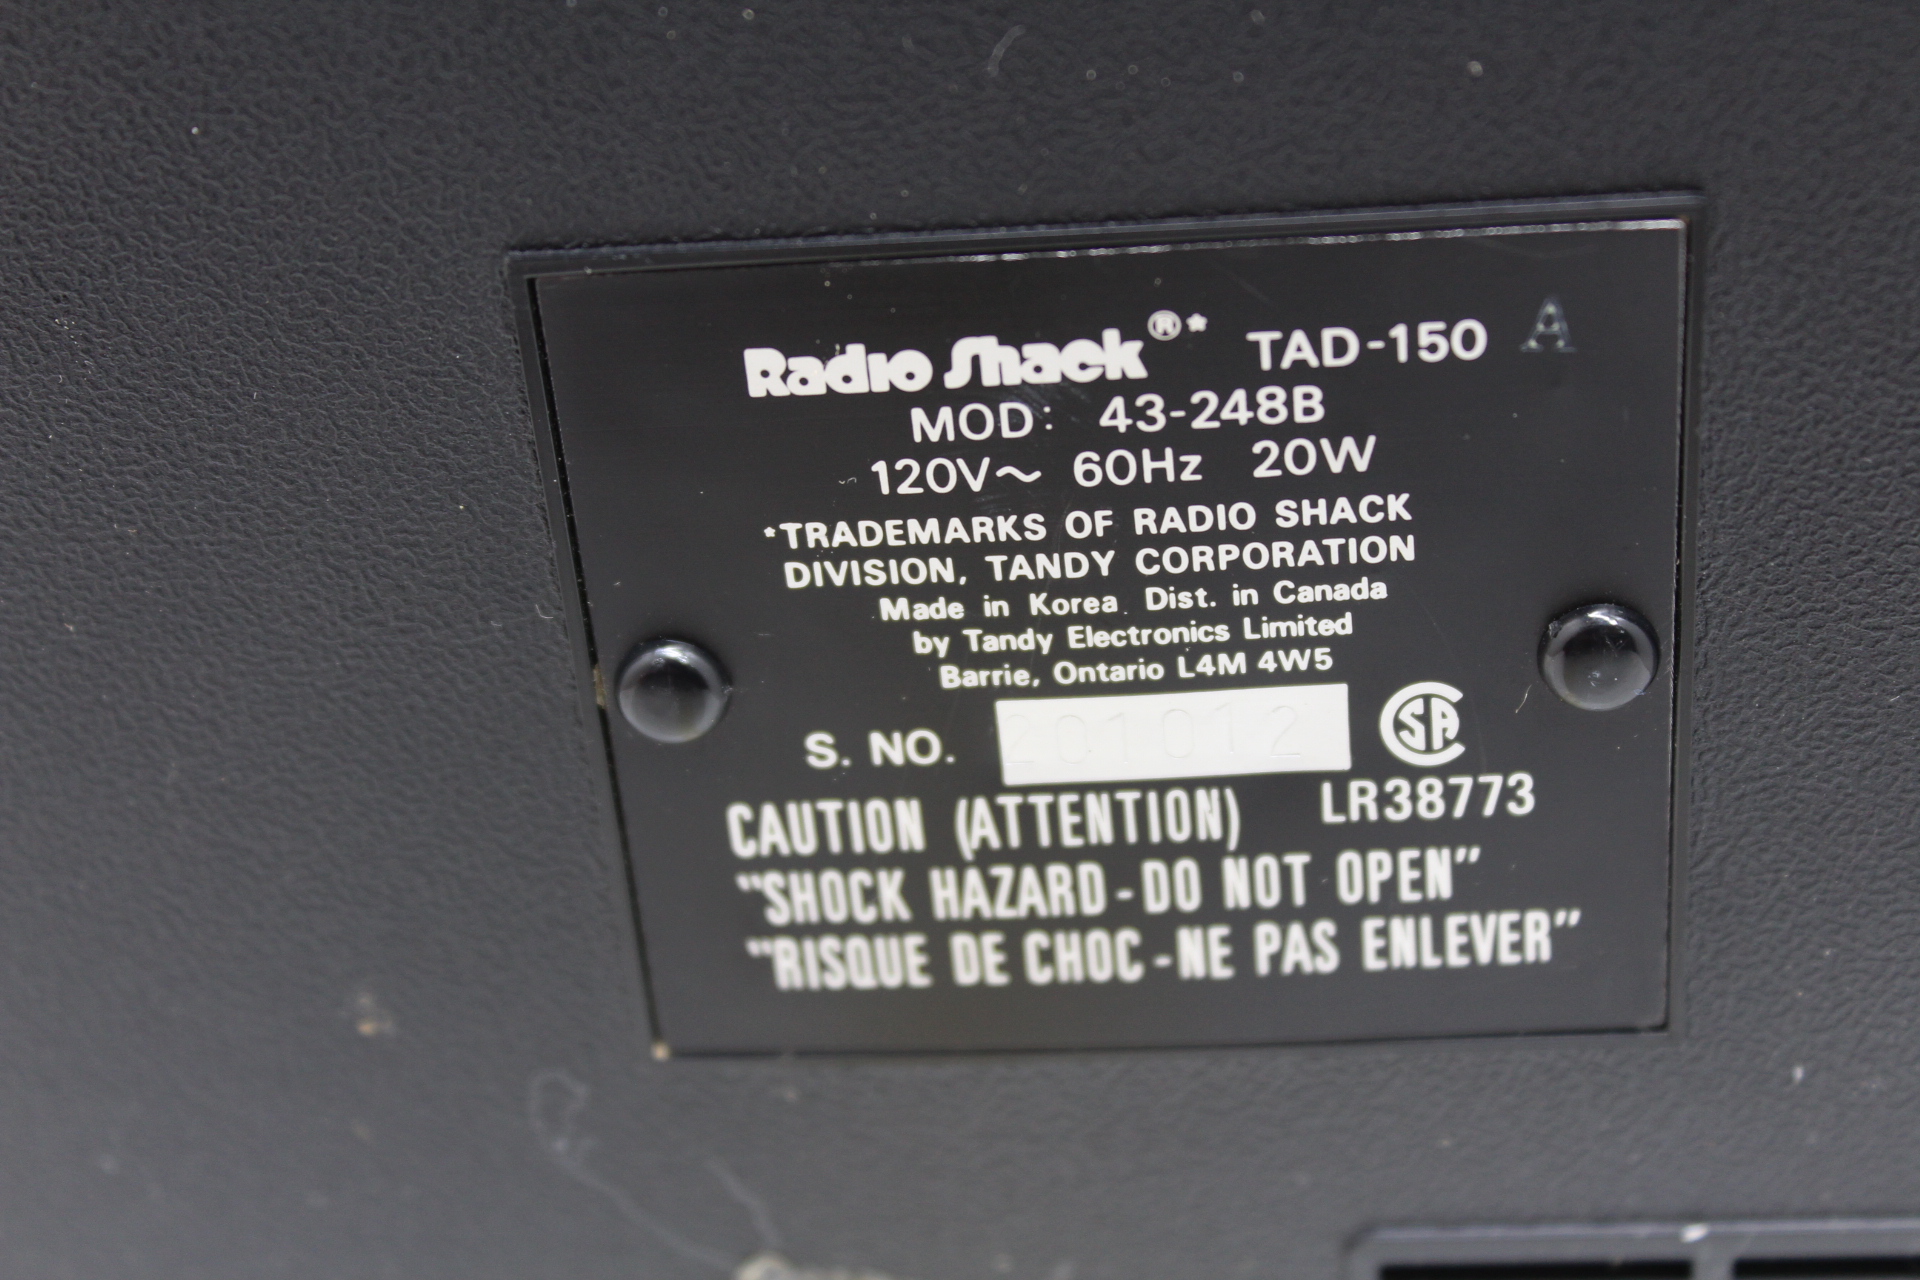 Radio Shack®* TAD-150 A
MOD: 43-248B
120V~ 60Hz 20W
*TRADEMARKS OF RADIO SHACK
DIVISION, TANDY CORPORATION
Made in Korea. Dist. in Canada
by Tandy Electronics Limited
Barrie, Ontario L4M 4W5
S. NO. 201012
CSA
LR38773
CAUTION (ATTENTION)
"SHOCK HAZARD-DO NOT OPEN"
"RISQUE DE CHOC-NE PAS ENLEVER"